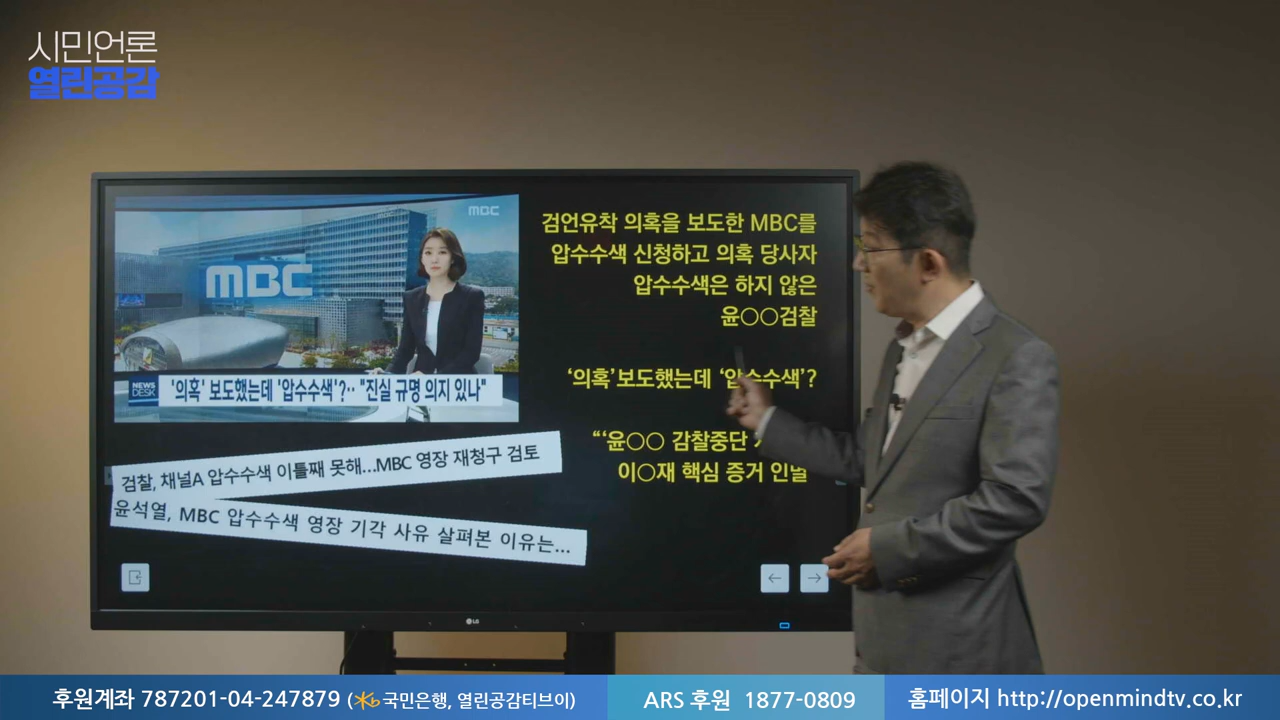 시민언론
열린공감
MBC
MBC
NEWS
DESK
'의혹' 보도했는데 '압수수색'?‥ "진실 규명 의지 있나"
검언유착 의혹을 보도한 MBC를
압수수색 신청하고 의혹 당사자
압수수색은 하지 않은
윤○○검찰
‘의혹’보도했는데 ‘압수수색’?
“‘윤○○ 감찰중단
이○재 핵심 증거 인멸
검찰, 채널A 압수수색 이틀째 못해...MBC 영장 재청구 검토
윤석열, MBC 압수수색 영장 기각 사유 살펴본 이유는...
LG
후원계좌 787201-04-247879 (국민은행, 열린공감티브이)
ARS 후원 1877-0809
홈페이지 http://openmindtv.co.kr